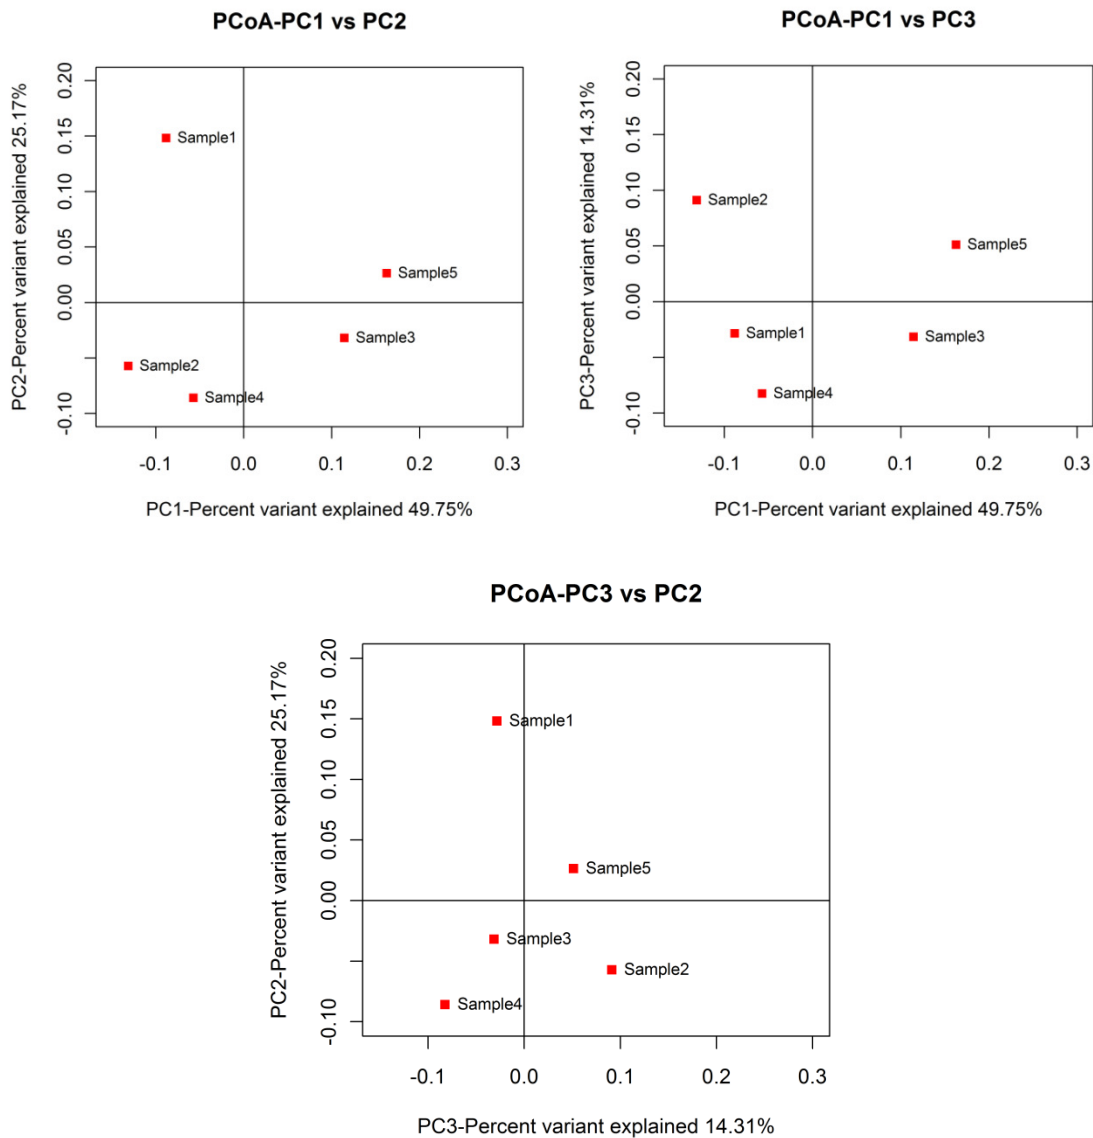 PCoA-PC1 vs PC2
PC2-Percent variant explained 25.17%
0.20
0.15
0.10
0.05
0.00
-0.10
Sample1
Sample5
Sample3
Sample2
Sample4
-0.1 0.0 0.1 0.2 0.3
PC1-Percent variant explained 49.75%
PCoA-PC1 vs PC3
PC3-Percent variant explained 14.31%
0.20
0.15
0.10
0.05
0.00
-0.10
Sample2
Sample5
Sample1
Sample3
Sample4
-0.1 0.0 0.1 0.2 0.3
PC1-Percent variant explained 49.75%
PCoA-PC3 vs PC2
PC2-Percent variant explained 25.17%
0.20
0.15
0.10
0.05
0.00
-0.10
Sample1
Sample5
Sample3
Sample2
Sample4
-0.1 0.0 0.1 0.2 0.3
PC3-Percent variant explained 14.31%